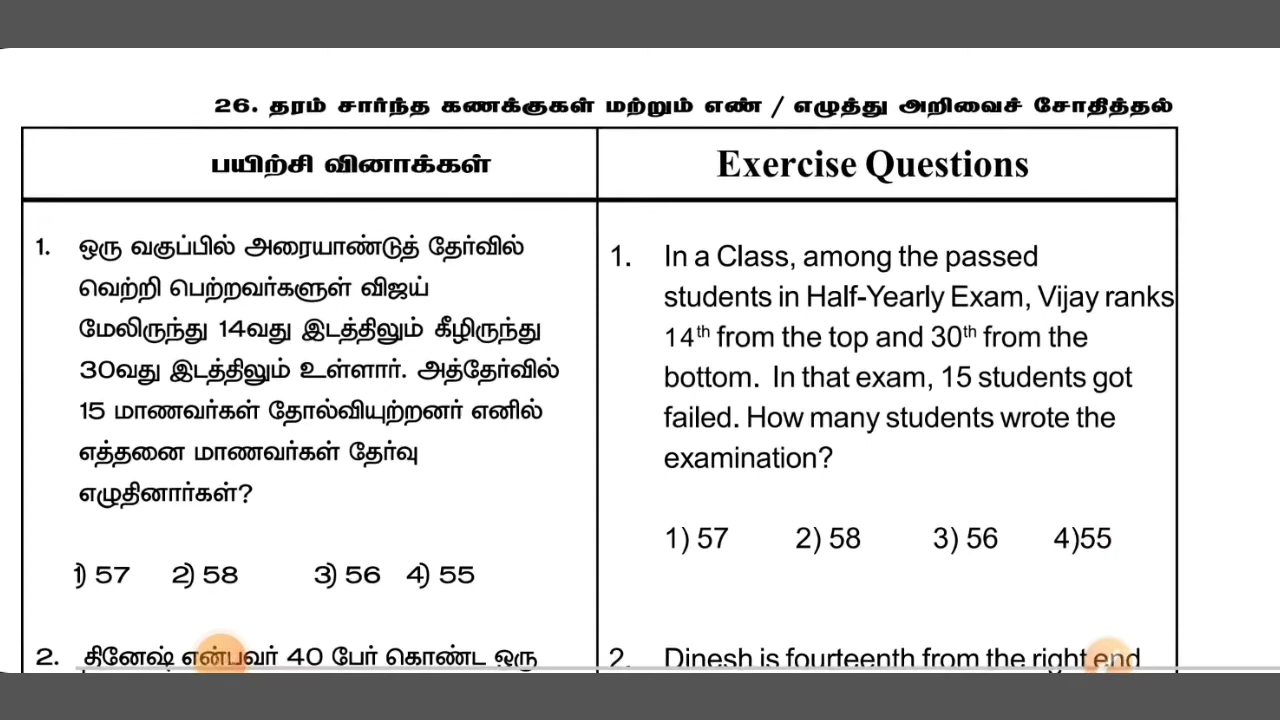 26. தரம் சார்ந்த கணக்குகள் மற்றும் எண் / எழுத்து அறிவைச் சோதித்தல்
பயிற்சி வினாக்கள்
1. ஒரு வகுப்பில் அரையாண்டுத் தேர்வில்
வெற்றி பெற்றவர்களுள் விஜய்
மேலிருந்து 14வது இடத்திலும் கீழிருந்து
30வது இடத்திலும் உள்ளார். அத்தேர்வில்
15 மாணவர்கள் தோல்வியுற்றனர் எனில்
எத்தனை மாணவர்கள் தேர்வு
எழுதினார்கள்?
1) 57 2) 58 3) 56 4) 55
2. தினேஷ் என்பவர் 40 பேர் கொண்ட ஒரு
Exercise Questions
1. In a Class, among the passed
students in Half-Yearly Exam, Vijay ranks
14th from the top and 30th from the
bottom. In that exam, 15 students got
failed. How many students wrote the
examination?
1) 57 2) 58 3) 56 4)55
2. Dinesh is fourteenth from the right end